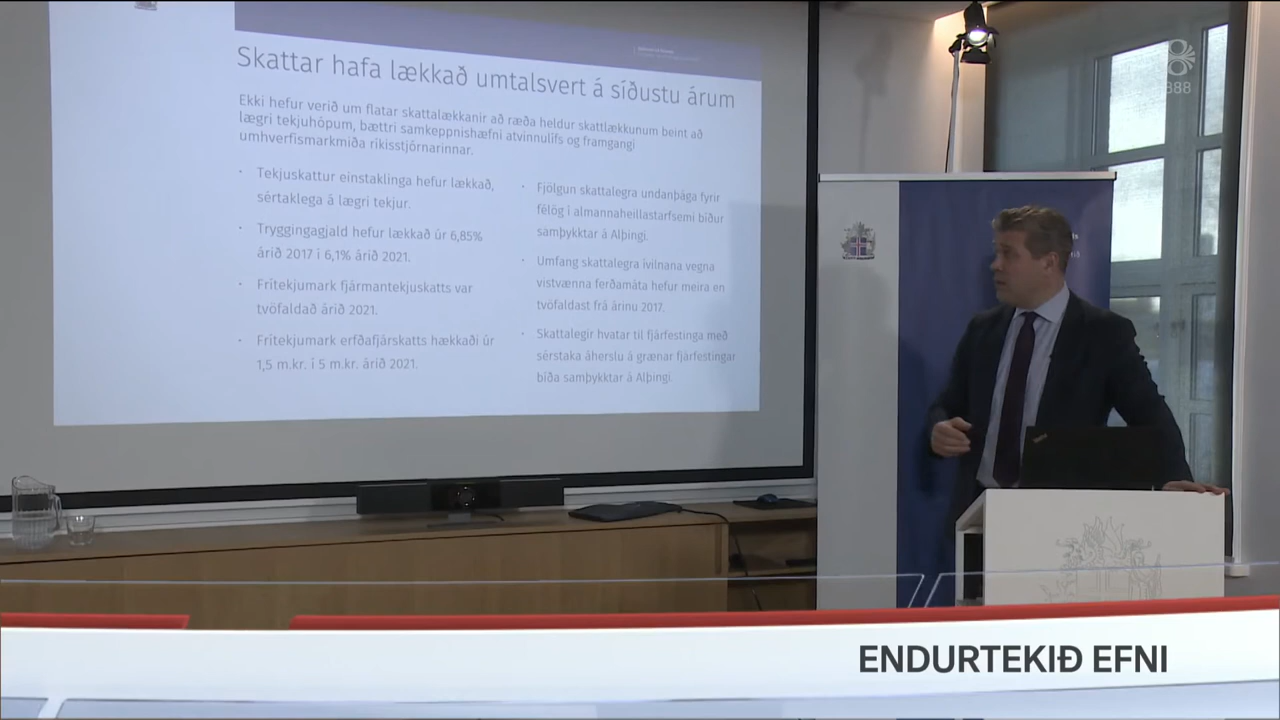 Skattar hafa lækkað umtalsvert á síðustu árum
Ekki hefur verið um flatar skattalækkanir að ræða heldur skattlækkunum beint að
lægri tekjuhópum, bættri samkeppnishæfni atvinnulífs og framgangi
umhverfismarkmiða ríkisstjórnarinnar.
· Tekjuskattur einstaklinga hefur lækkað,
sértaklega á lægri tekjur.
· Tryggingagjald hefur lækkað úr 6,85%
árið 2017 í 6,1% árið 2021.
· Frítekjumark fjármantekjuskatts var
tvöfaldað árið 2021.
· Frítekjumark erfðafjárskatts hækkaði úr
1,5 m.kr. í 5 m.kr. árið 2021.
· Fjölgun skattalegra undanþága fyrir
félög í almannaheillastarfsemi bíður
samþykktar á Alþingi.
· Umfang skattalegra ívilnana vegna
vistvænna ferðamáta hefur meira en
tvöfaldast frá árinu 2017.
· Skattalegir hvatar til fjárfestinga með
sérstaka áherslu á grænar fjárfestingar
bíða samþykktar á Alþingi.
888
ENDURTEKIÐ EFNI